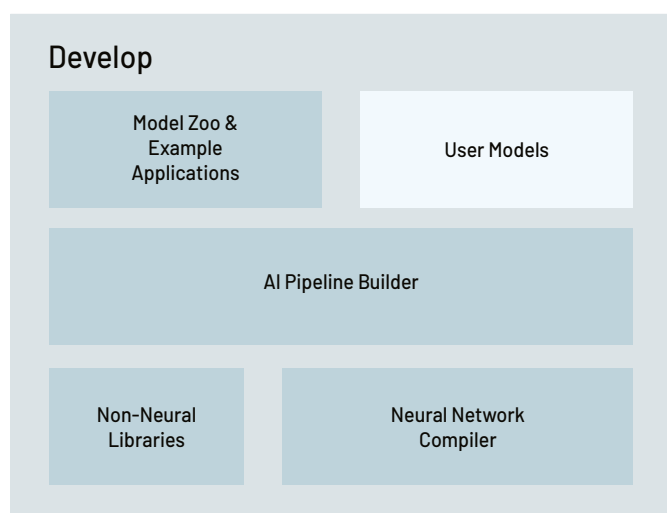 Develop
Model Zoo &
Example
Applications
User Models
AI Pipeline Builder
Non-Neural
Libraries
Neural Network
Compiler